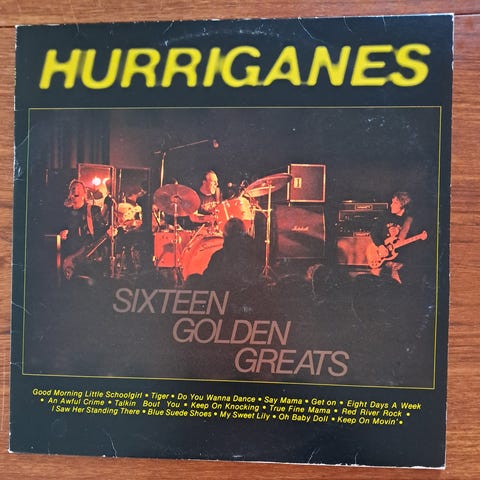 HURRIGANES
Marshall
SIXTEEN
GOLDEN
GREATS
Good Morning Little Schoolgirl • Tiger • Do You Wanna Dance • Say Mama • Get on • Eight Days A Week
• An Awful Crime • Talkin Bout You • Keep On Knocking • True Fine Mama • Red River Rock •
I Saw Her Standing There • Blue Suede Shoes • My Sweet Lily • Oh Baby Doll • Keep On Movin' •